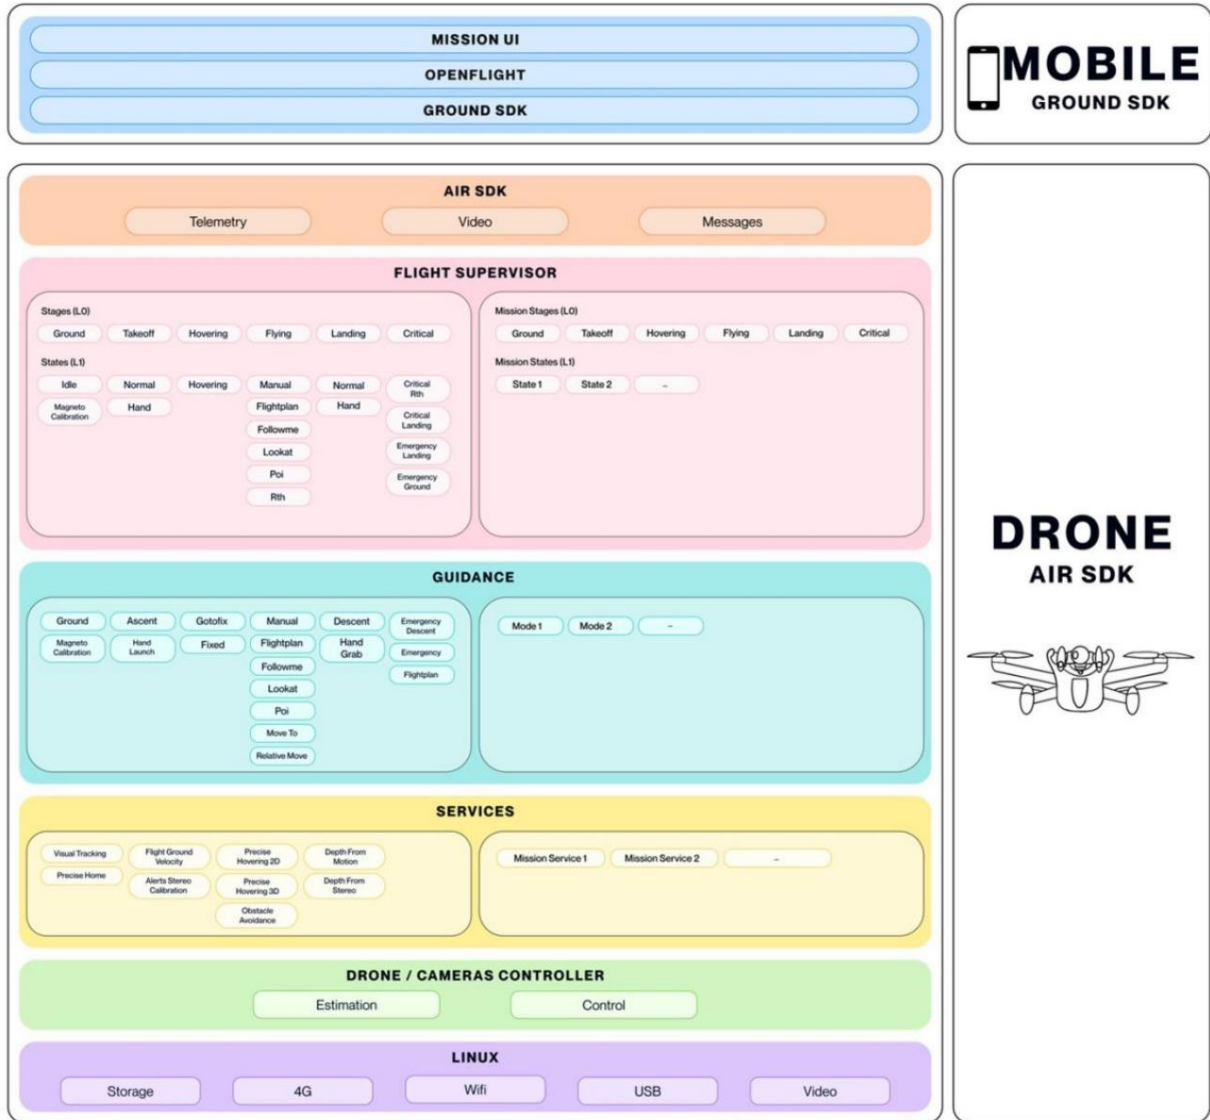 MISSION UI
OPENFLIGHT
GROUND SDK
MOBILE
GROUND SDK
AIR SDK
Telemetry
Video
Messages
FLIGHT SUPERVISOR
Stages (L0)
Ground
Takeoff
Hovering
Flying
Landing
Critical
States (L1)
Idle
Normal
Hovering
Manual
Normal
Critical
Rth
Magneto
Calibration
Hand
Flightplan
Hand
Critical
Landing
Followme
Lookat
Emergency
Landing
Poi
Emergency
Ground
Rth
Mission Stages (L0)
Ground
Takeoff
Hovering
Flying
Landing
Critical
Mission States (L1)
State 1
State 2
..
GUIDANCE
Ground
Ascent
Gotofix
Manual
Descent
Emergency
Descent
Magneto
Calibration
Hand
Launch
Fixed
Flightplan
Hand
Grab
Emergency
Followme
Flightplan
Lookat
Poi
Move To
Relative Move
Mode 1
Mode 2
..
SERVICES
Visual Tracking
Flight Ground
Velocity
Precise
Hovering 2D
Depth From
Motion
Precise Home
Alerts Stereo
Calibration
Precise
Hovering 3D
Depth From
Stereo
Obstacle
Avoidance
Mission Service 1
Mission Service 2
..
DRONE / CAMERAS CONTROLLER
Estimation
Control
LINUX
Storage
4G
Wifi
USB
Video
DRONE
AIR SDK